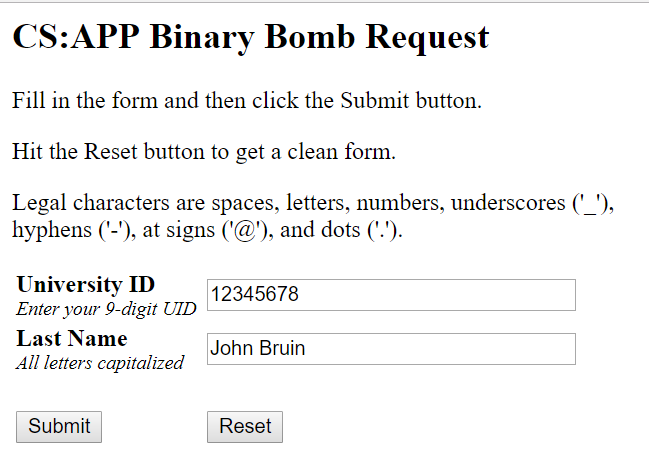 CS:APP Binary Bomb Request
Fill in the form and then click the Submit button.
Hit the Reset button to get a clean form.
Legal characters are spaces, letters, numbers, underscores ('_'),
hyphens ('-'), at signs ('@'), and dots ('.').
University ID
Enter your 9-digit UID
12345678
Last Name
All letters capitalized
John Bruin
Submit
Reset